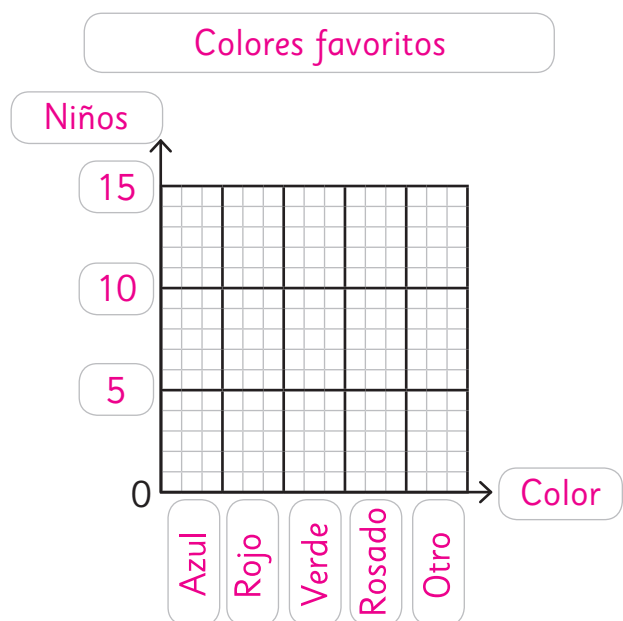 Colores favoritos
Niños
15
10
5
0
Color
Azul
Rojo
Verde
Rosado
Otro